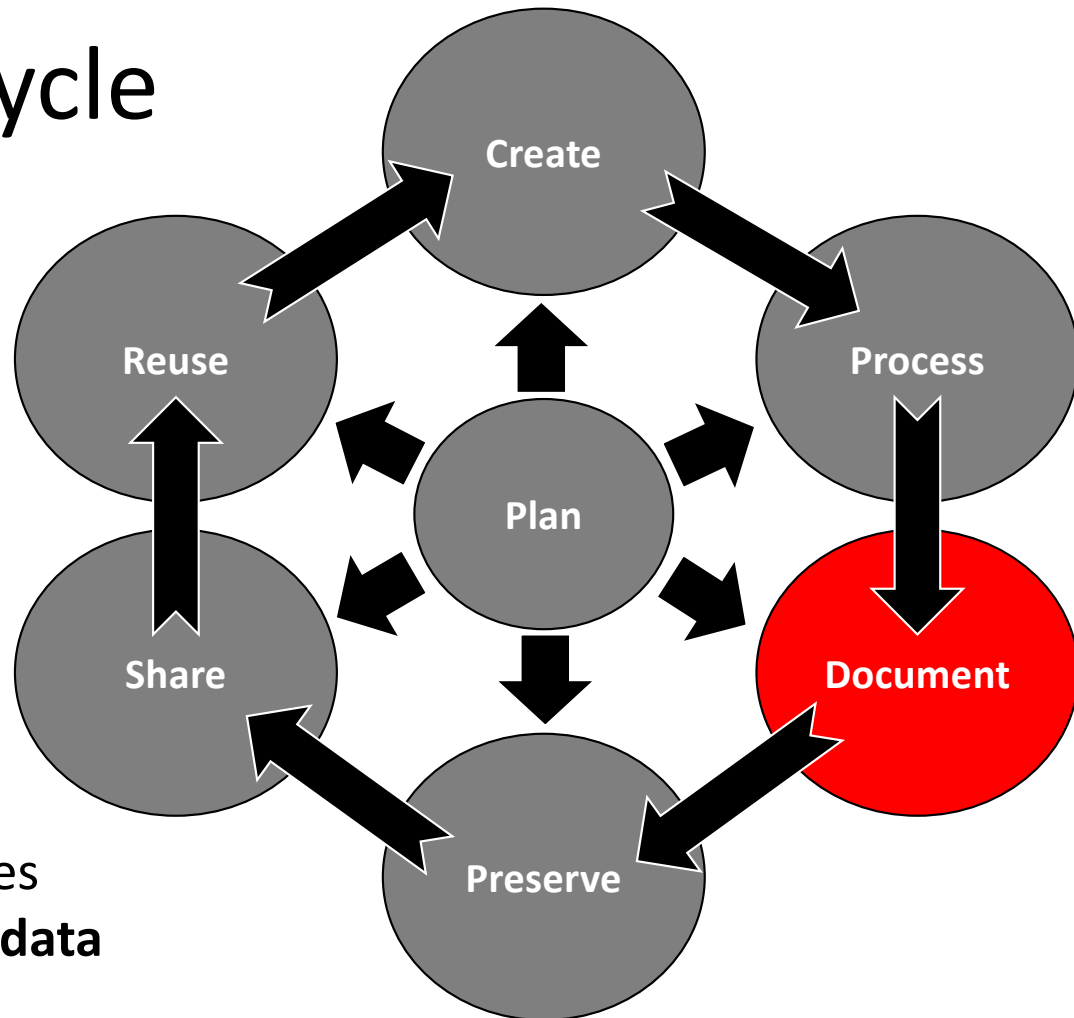 ycle
Create
Reuse
Process
Plan
Share
Document
es
Preserve
data